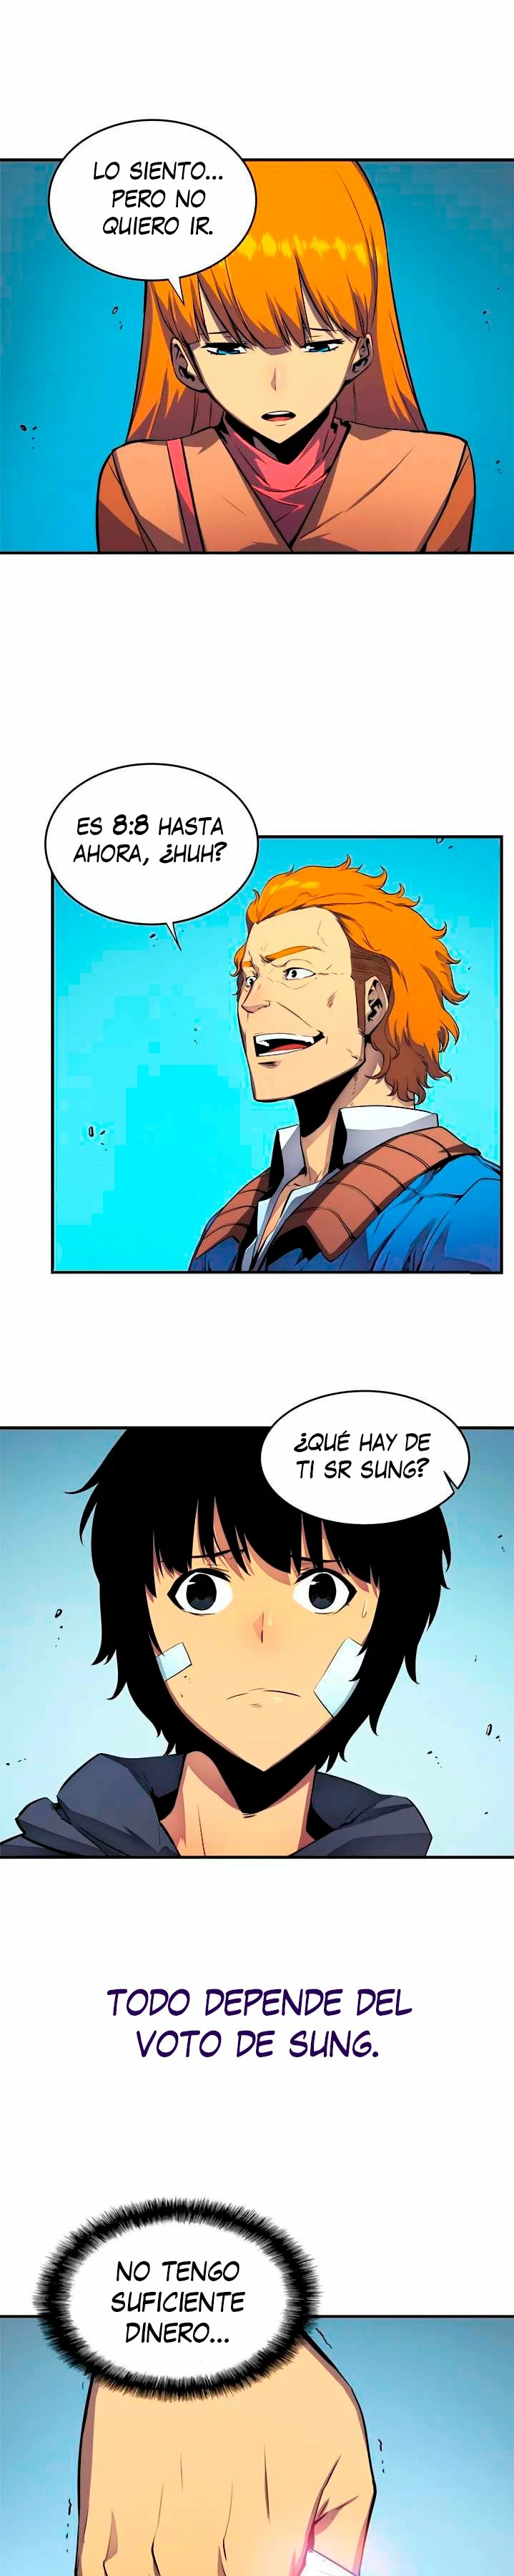 LO SIENTO...
PERO NO
QUIERO IR.
ES 8:8 HASTA
AHORA, ¿HUH?
¿QUÉ HAY DE
TI SR SUNG?
TODO DEPENDE DEL
VOTO DE SUNG.
NO TENGO
SUFICIENTE
DINERO...